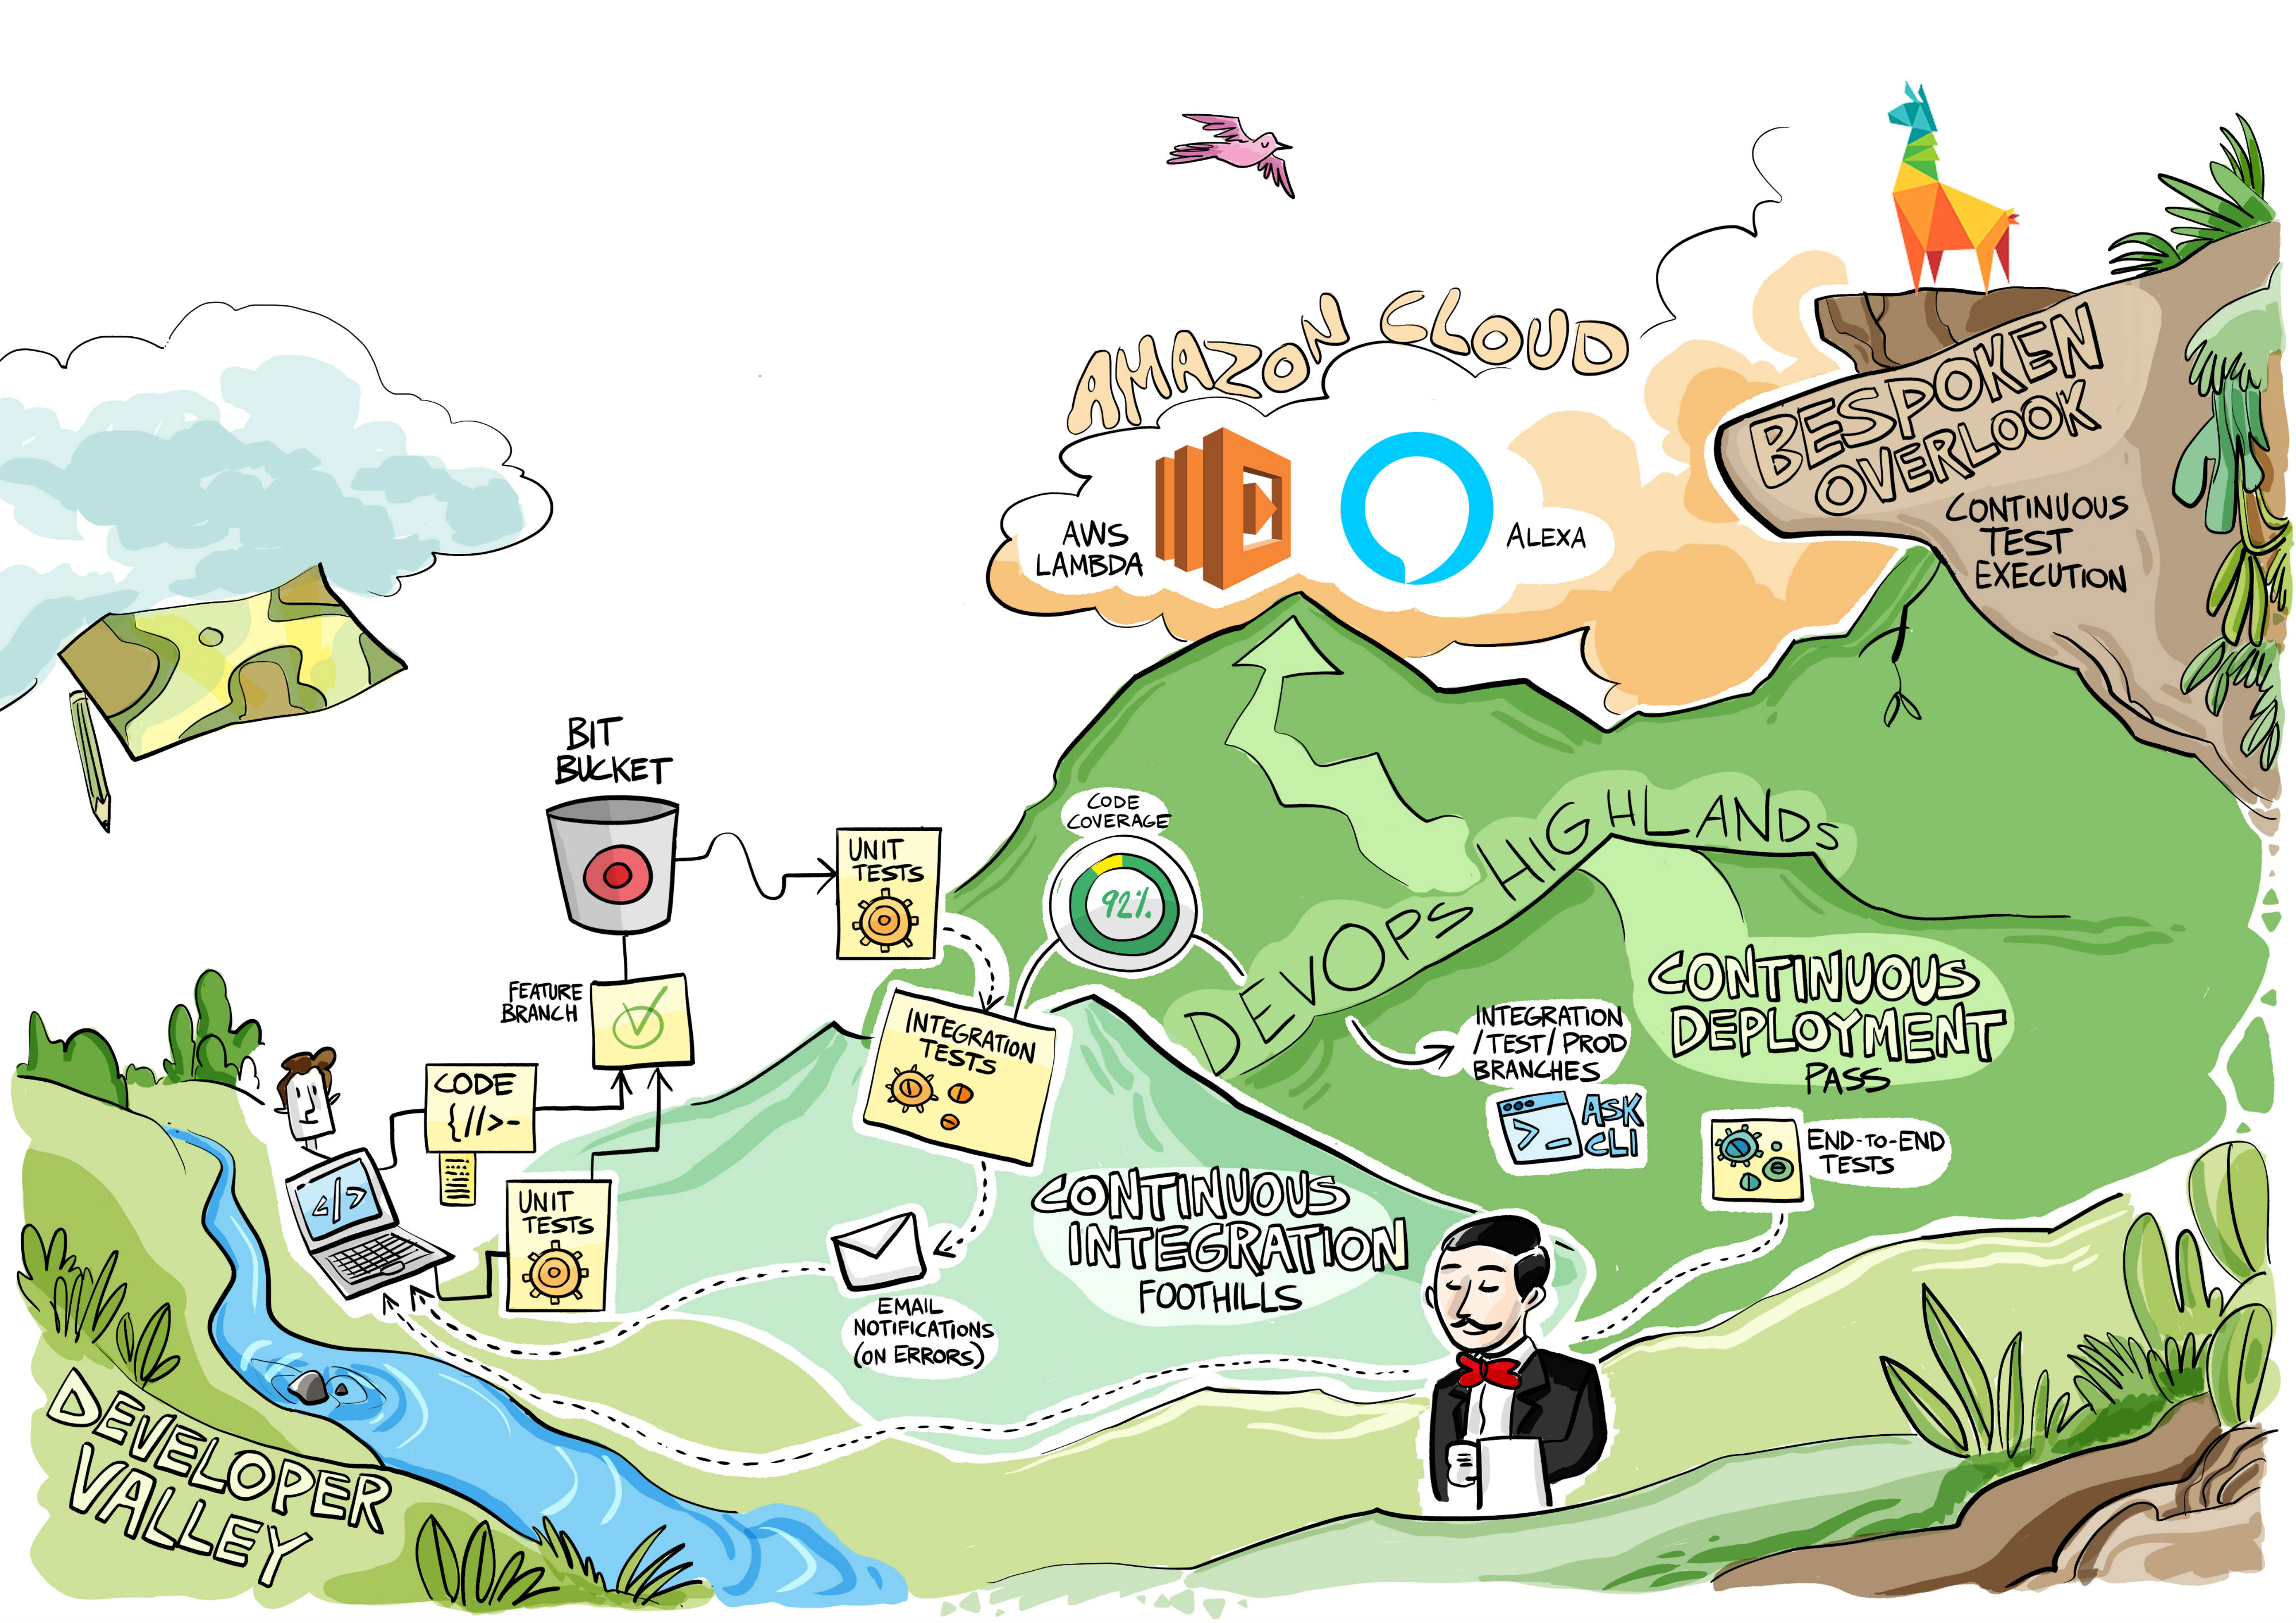 AMAZON CLOUD
AWS
LAMBDA
ALEXA
BESPOKEN
OVERLOOK
CONTINUOUS
TEST
EXECUTION
BIT
BUCKET
UNIT
TESTS
CODE
COVERAGE
92%
DEVOPS HIGHLANDS
FEATURE
BRANCH
INTEGRATION
TESTS
INTEGRATION
/TEST/PROD
BRANCHES
ASK
CLI
>_
CONTINUOUS
DEPLOYMENT
PASS
END-TO-END
TESTS
CODE
{//>-
</>
UNIT
TESTS
CONTINUOUS
INTEGRATION
FOOTHILLS
EMAIL
NOTIFICATIONS
(ON ERRORS)
DEVELOPER
VALLEY